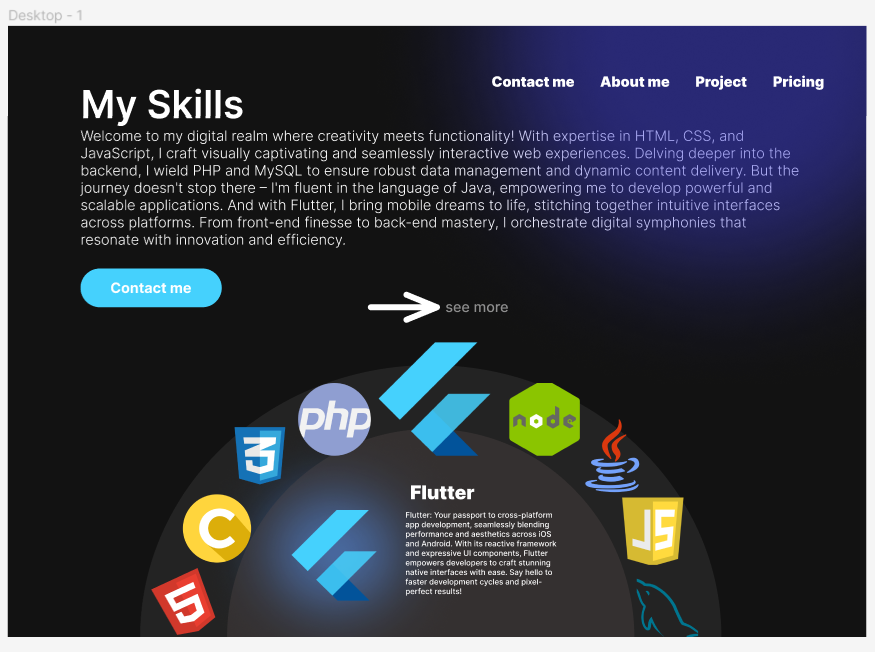 Desktop - 1
Contact me About me Project Pricing
My Skills
Welcome to my digital realm where creativity meets functionality! With expertise in HTML, CSS, and
JavaScript, I craft visually captivating and seamlessly interactive web experiences. Delving deeper into the
backend, I wield PHP and MySQL to ensure robust data management and dynamic content delivery. But the
journey doesn't stop there – I'm fluent in the language of Java, empowering me to develop powerful and
scalable applications. And with Flutter, I bring mobile dreams to life, stitching together intuitive interfaces
across platforms. From front-end finesse to back-end mastery, I orchestrate digital symphonies that
resonate with innovation and efficiency.
Contact me
see more
php
node
3
C
JS
5
Flutter
Flutter: Your passport to cross-platform
app development, seamlessly blending
performance and aesthetics across iOS
and Android. With its reactive framework
and expressive UI components, Flutter
empowers developers to craft stunning
native interfaces with ease. Say hello to
faster development cycles and pixel-
perfect results!